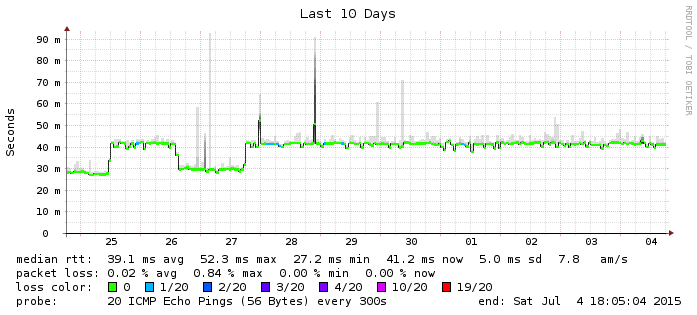 Last 10 Days
RRDTOOL / TOBI OETIKER
Seconds
90 m
80 m
70 m
60 m
50 m
40 m
30 m
20 m
10 m
0
25 26 27 28 29 30 01 02 03 04
median rtt: 39.1 ms avg 52.3 ms max 27.2 ms min 41.2 ms now 5.0 ms sd 7.8 am/s
packet loss: 0.02 % avg 0.84 % max 0.00 % min 0.00 % now
loss color: 0 1/20 2/20 3/20 4/20 10/20 19/20
probe: 20 ICMP Echo Pings (56 Bytes) every 300s end: Sat Jul 4 18:05:04 2015